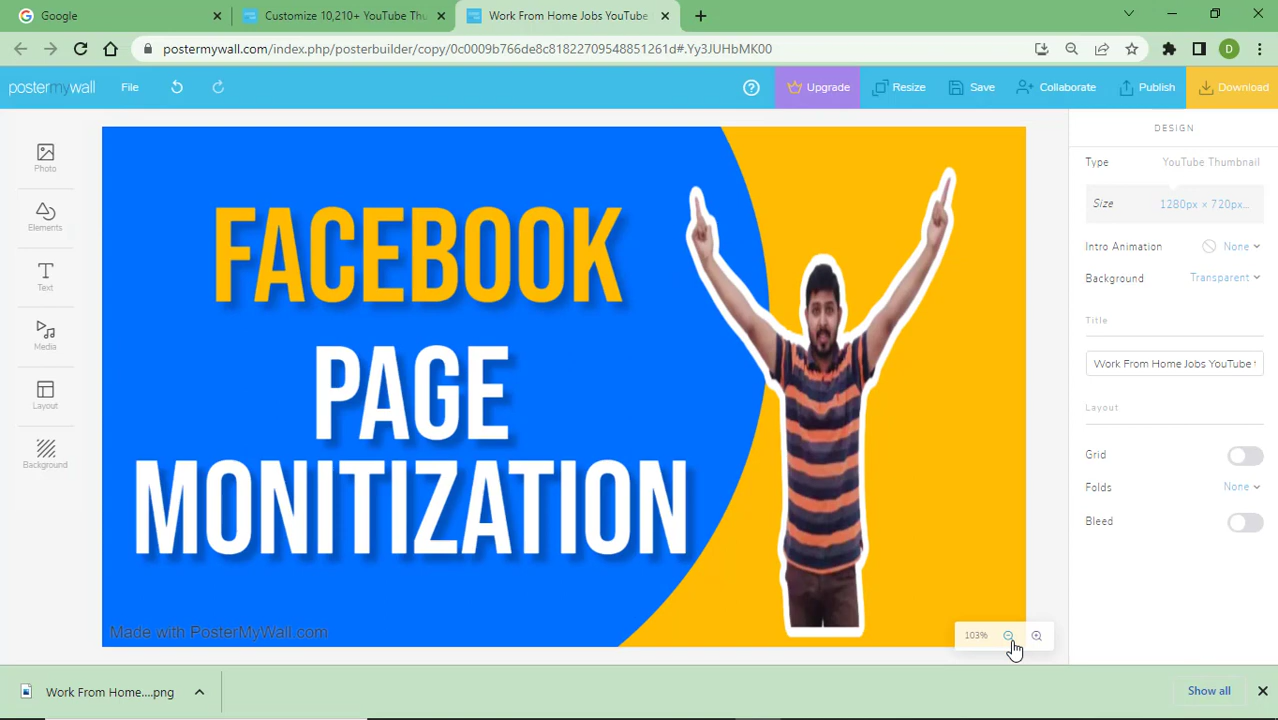 Google
Customize 10,210+ YouTube Thu
Work From Home Jobs YouTube
postermywall.com/index.php/posterbuilder/copy/0c0009b766de8c8182270954885 1261d#.Yy3JUHbMK00
D
postermywall
File
Upgrade
Resize
Save
Collaborate
Publish
Download
Photo
Elements
Text
Media
Layout
Background
FACEBOOK
PAGE
MONITIZATION
Made with PosterMyWall.com
103%
DESIGN
Type YouTube Thumbnail
Size 1280px × 720px...
Intro Animation None
Background Transparent
Title
Work From Home Jobs YouTube t
Layout
Grid
Folds None
Bleed
Work From Home....png
Show all